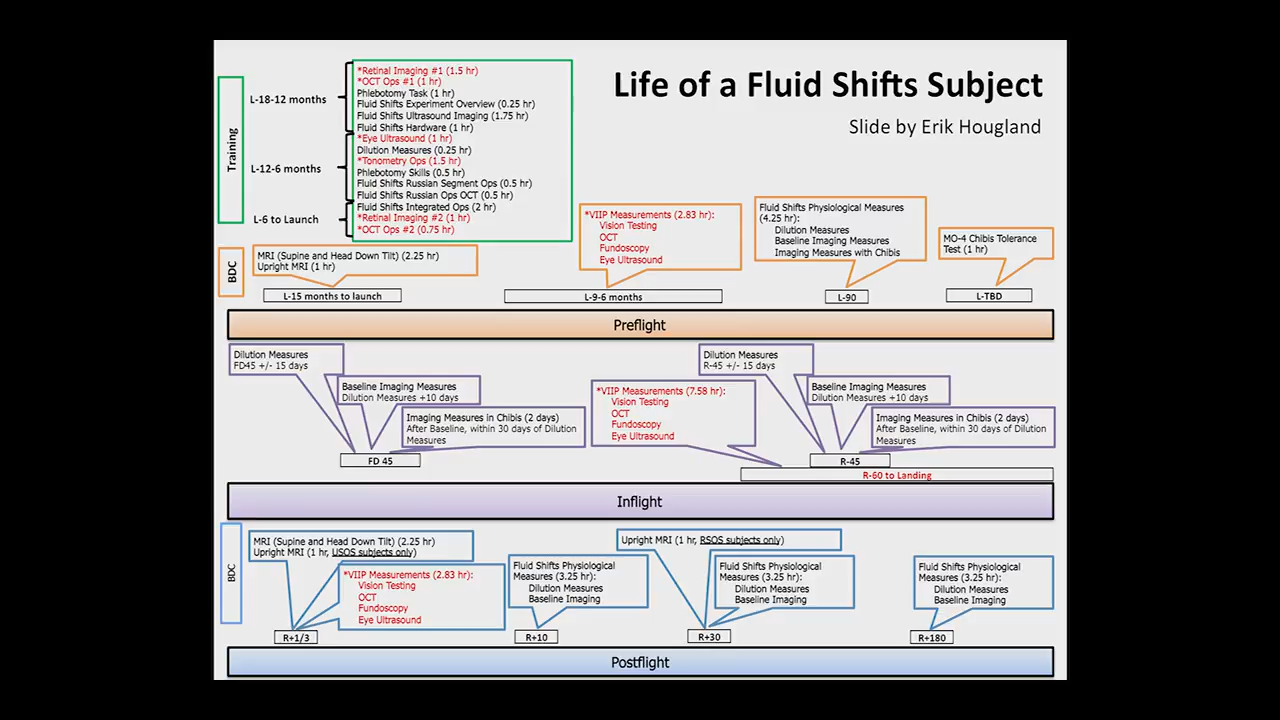 Life of a Fluid Shifts Subject
Slide by Erik Hougland
Training
L-18-12 months
*Retinal Imaging #1 (1.5 hr)
*OCT Ops #1 (1 hr)
Phlebotomy Task (1 hr)
Fluid Shifts Experiment Overview (0.25 hr)
Fluid Shifts Ultrasound Imaging (1.75 hr)
Fluid Shifts Hardware (1 hr)
L-12-6 months
*Eye Ultrasound (1 hr)
Dilution Measures (0.25 hr)
*Tonometry Ops (1.5 hr)
Phlebotomy Skills (0.5 hr)
Fluid Shifts Russian Segment Ops (0.5 hr)
Fluid Shifts Russian Ops OCT (0.5 hr)
L-6 to Launch
Fluid Shifts Integrated Ops (2 hr)
*Retinal Imaging #2 (1 hr)
*OCT Ops #2 (0.75 hr)
BDC
MRI (Supine and Head Down Tilt) (2.25 hr)
Upright MRI (1 hr)
L-15 months to launch
*VIIP Measurements (2.83 hr):
Vision Testing
OCT
Fundoscopy
Eye Ultrasound
L-9-6 months
Fluid Shifts Physiological Measures
(4.25 hr):
Dilution Measures
Baseline Imaging Measures
Imaging Measures with Chibis
L-90
MO-4 Chibis Tolerance
Test (1 hr)
L-TBD
Preflight
Dilution Measures
FD45 +/- 15 days
Baseline Imaging Measures
Dilution Measures +10 days
Imaging Measures in Chibis (2 days)
After Baseline, within 30 days of Dilution
Measures
FD 45
*VIIP Measurements (7.58 hr):
Vision Testing
OCT
Fundoscopy
Eye Ultrasound
Dilution Measures
R-45 +/- 15 days
Baseline Imaging Measures
Dilution Measures +10 days
Imaging Measures in Chibis (2 days)
After Baseline, within 30 days of Dilution
Measures
R-45
R-60 to Landing
Inflight
BDC
MRI (Supine and Head Down Tilt) (2.25 hr)
Upright MRI (1 hr, USOS subjects only)
*VIIP Measurements (2.83 hr):
Vision Testing
OCT
Fundoscopy
Eye Ultrasound
R+1/3
Fluid Shifts Physiological
Measures (3.25 hr):
Dilution Measures
Baseline Imaging
R+10
Upright MRI (1 hr, RSOS subjects only)
Fluid Shifts Physiological
Measures (3.25 hr):
Dilution Measures
Baseline Imaging
R+30
Fluid Shifts Physiological
Measures (3.25 hr):
Dilution Measures
Baseline Imaging
R+180
Postflight